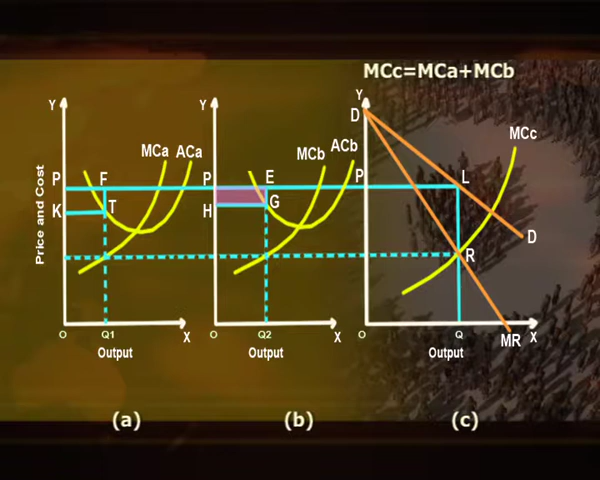 MCc=MCa+MCb
Y
Y
Y
D
MCa
ACa
MCb
ACb
MCc
P
F
P
E
P
L
K
T
H
G
D
R
Price and Cost
O
Q1
X
O
Q2
X
O
Q
X
MR
Output
Output
Output
(a)
(b)
(c)